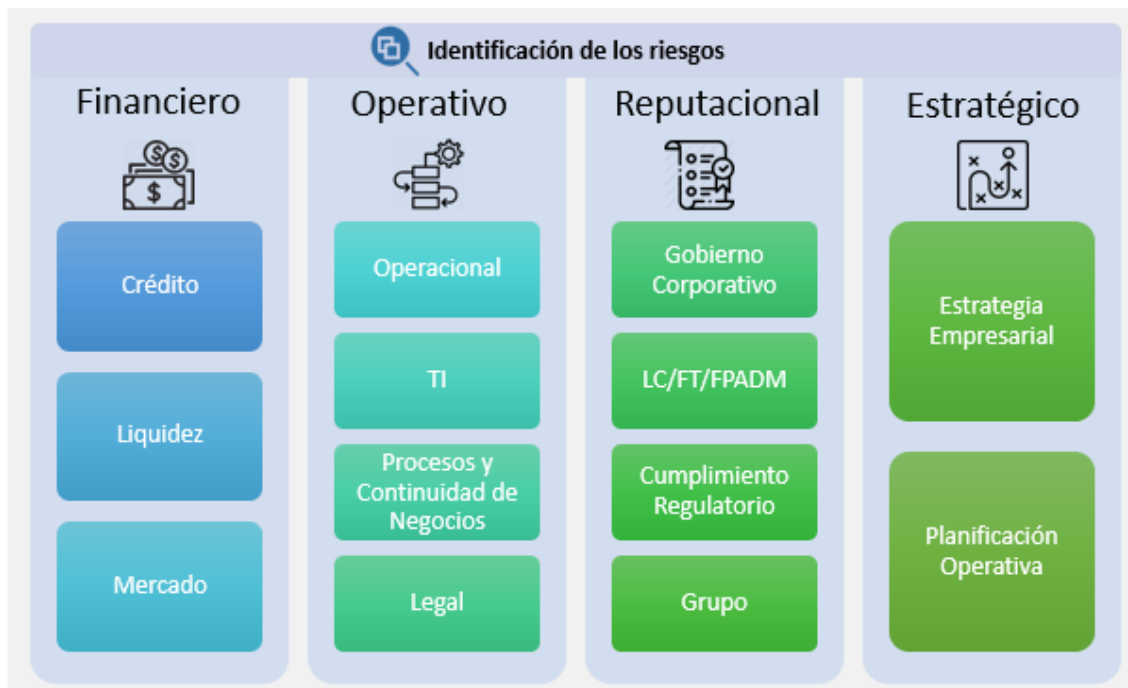 Identificación de los riesgos
Financiero
Crédito
Liquidez
Mercado
Operativo
Operacional
TI
Procesos y
Continuidad de
Negocios
Legal
Reputacional
Gobierno
Corporativo
LC/FT/FPADM
Cumplimiento
Regulatorio
Grupo
Estratégico
Estrategia
Empresarial
Planificación
Operativa